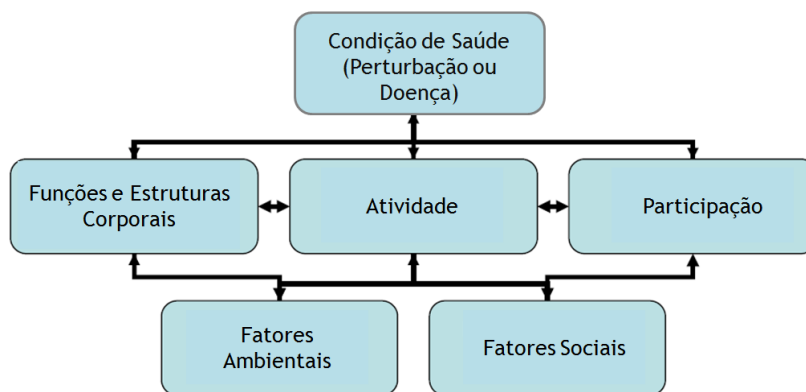 Condição de Saúde
(Perturbação ou
Doença)
Funções e Estruturas
Corporais
Atividade
Participação
Fatores
Ambientais
Fatores Sociais